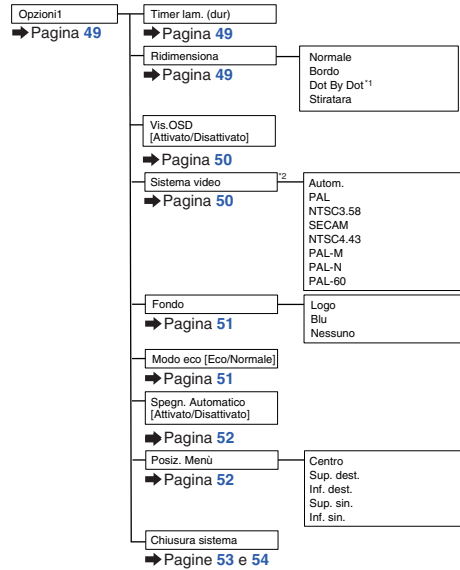 Opzioni1
➡ Pagina 49
Timer lam. (dur)
➡ Pagina 49
Ridimensiona
➡ Pagina 49
Normale
Bordo
Dot By Dot*1
Stiratara
Vis.OSD
[Attivato/Disattivato]
➡ Pagina 50
Sistema video
*2
➡ Pagina 50
Autom.
PAL
NTSC3.58
SECAM
NTSC4.43
PAL-M
PAL-N
PAL-60
Fondo
➡ Pagina 51
Logo
Blu
Nessuno
Modo eco [Eco/Normale]
➡ Pagina 51
Spegn. Automatico
[Attivato/Disattivato]
➡ Pagina 52
Posiz. Menù
➡ Pagina 52
Centro
Sup. dest.
Inf. dest.
Sup. sin.
Inf. sin.
Chiusura sistema
➡ Pagine 53 e 54